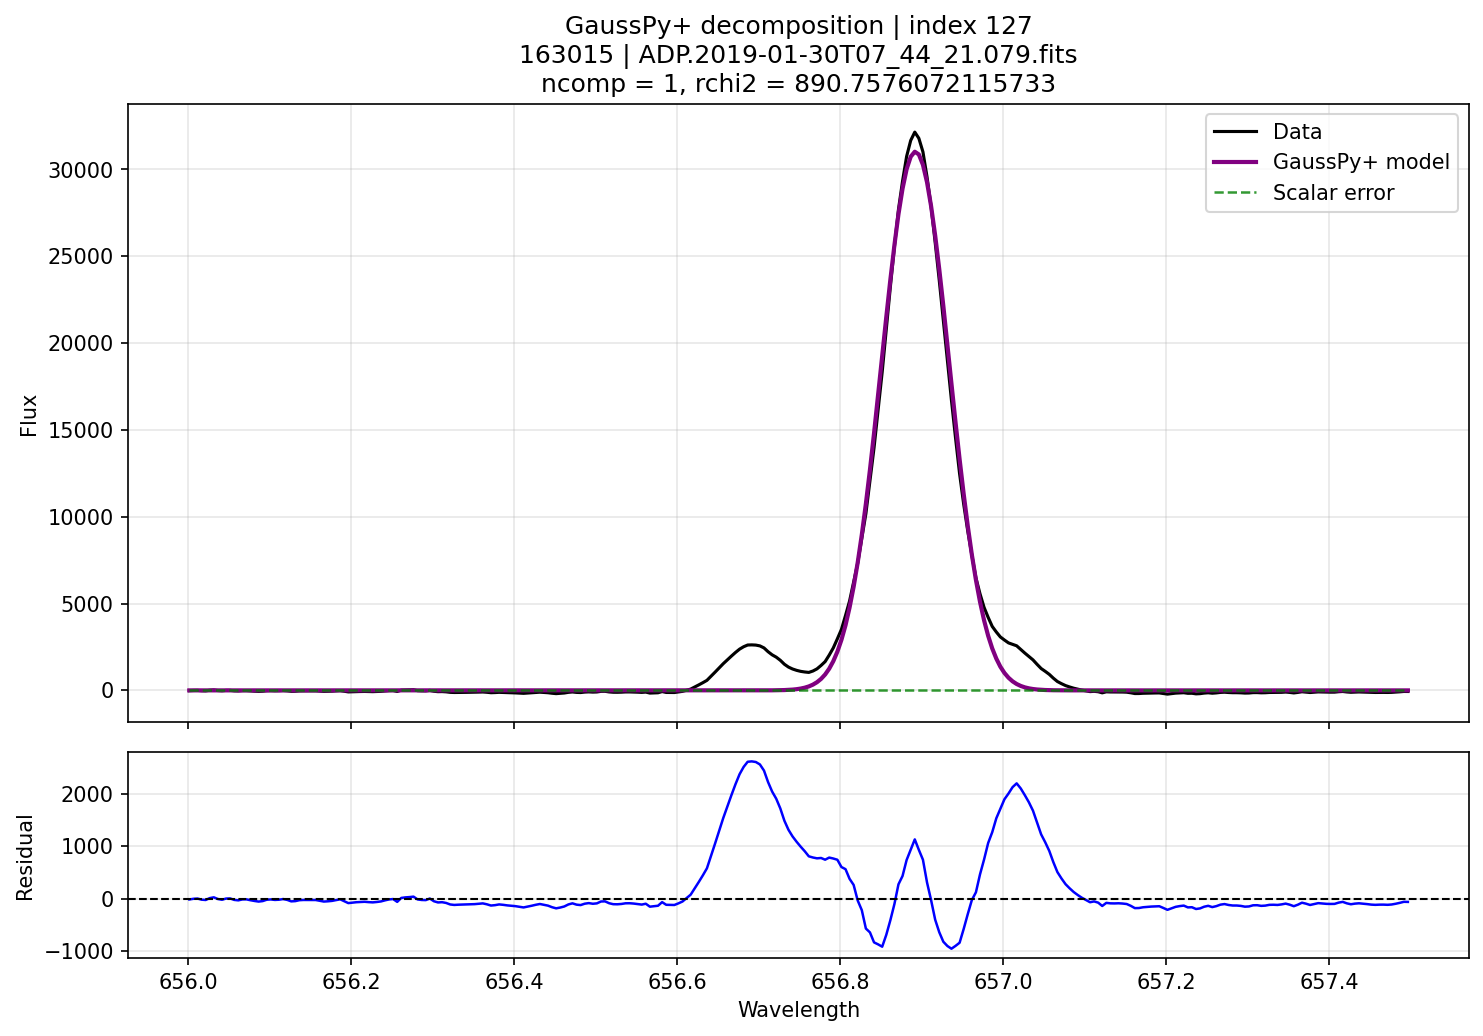 GaussPy+ decomposition | index 127
163015 | ADP.2019-01-30T07_44_21.079.fits
ncomp = 1, rchi2 = 890.7576072115733
Data
GaussPy+ model
Scalar error
Flux
30000
25000
20000
15000
10000
5000
0
Residual
2000
1000
0
−1000
656.0 656.2 656.4 656.6 656.8 657.0 657.2 657.4
Wavelength